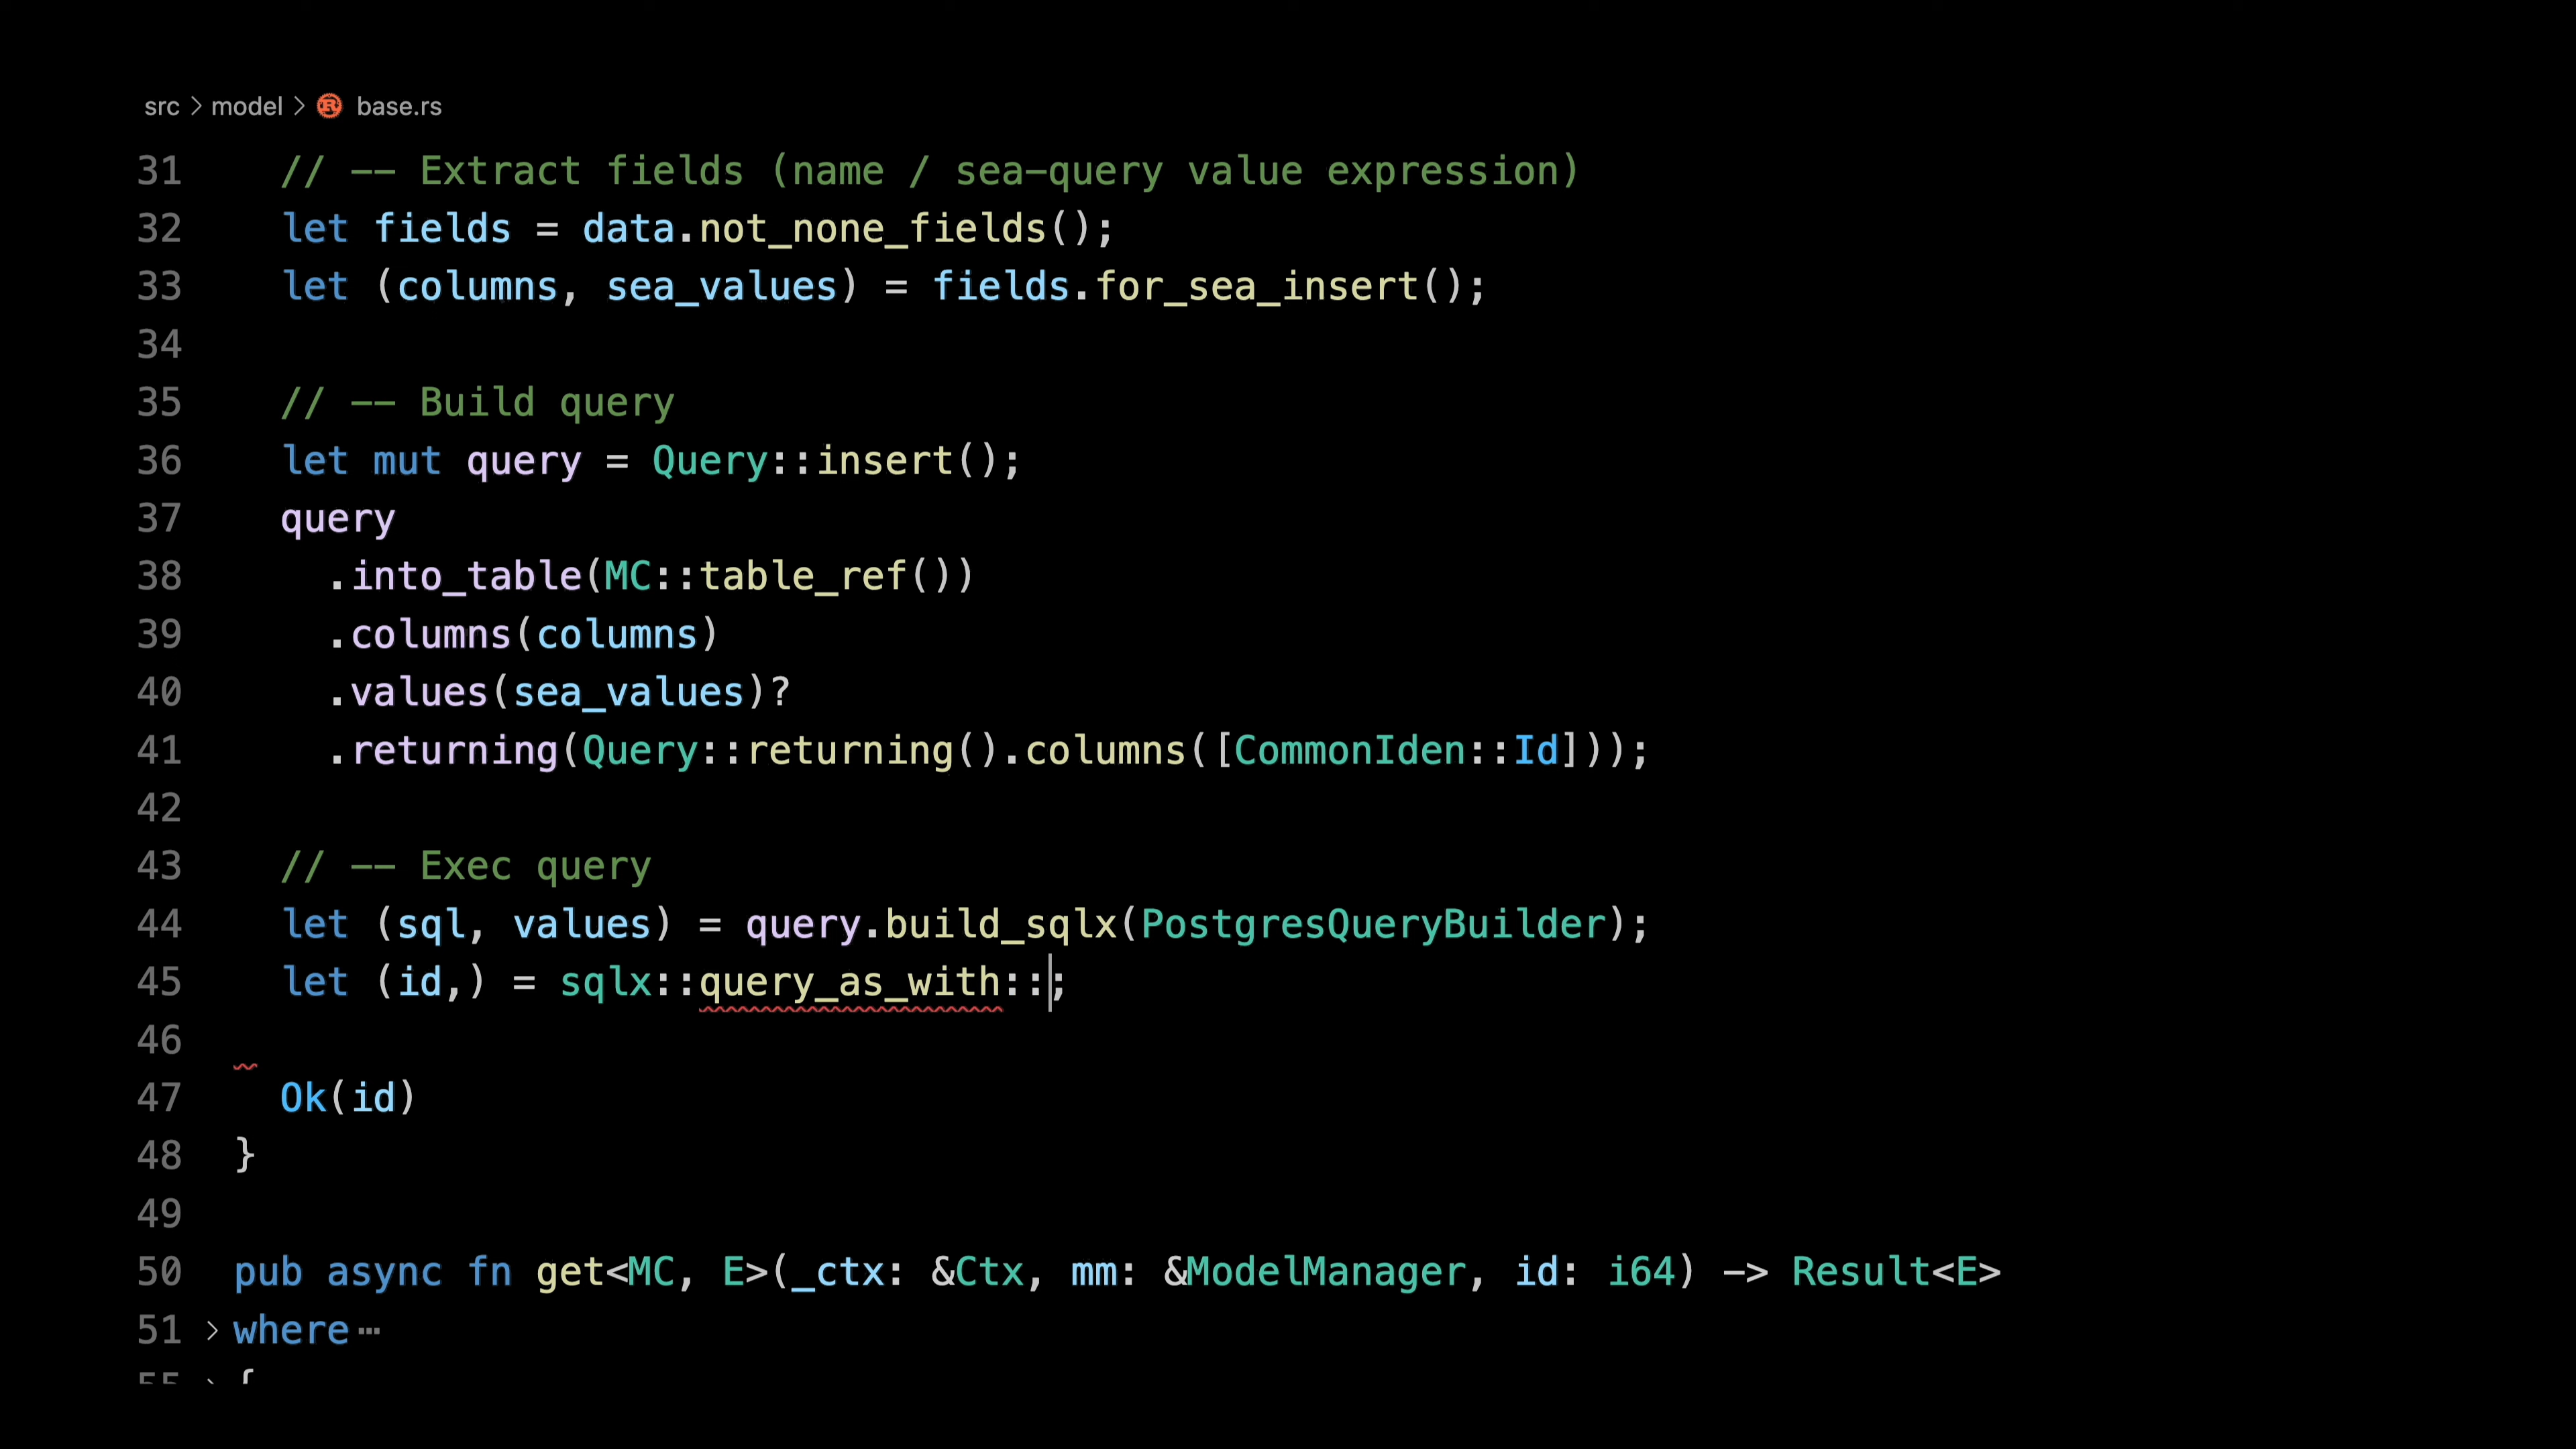 src > model > base.rs
31 // -- Extract fields (name / sea-query value expression)
32 let fields = data.not_none_fields();
33 let (columns, sea_values) = fields.for_sea_insert();
34
35 // -- Build query
36 let mut query = Query::insert();
37 query
38 .into_table(MC::table_ref())
39 .columns(columns)
40 .values(sea_values)?
41 .returning(Query::returning().columns([CommonIden::Id]));
42
43 // -- Exec query
44 let (sql, values) = query.build_sqlx(PostgresQueryBuilder);
45 let (id,) = sqlx::query_as_with::;
46
47 Ok(id)
48 }
49
50 pub async fn get<MC, E>(_ctx: &Ctx, mm: &ModelManager, id: i64) -> Result<E>
51 > where ⋯